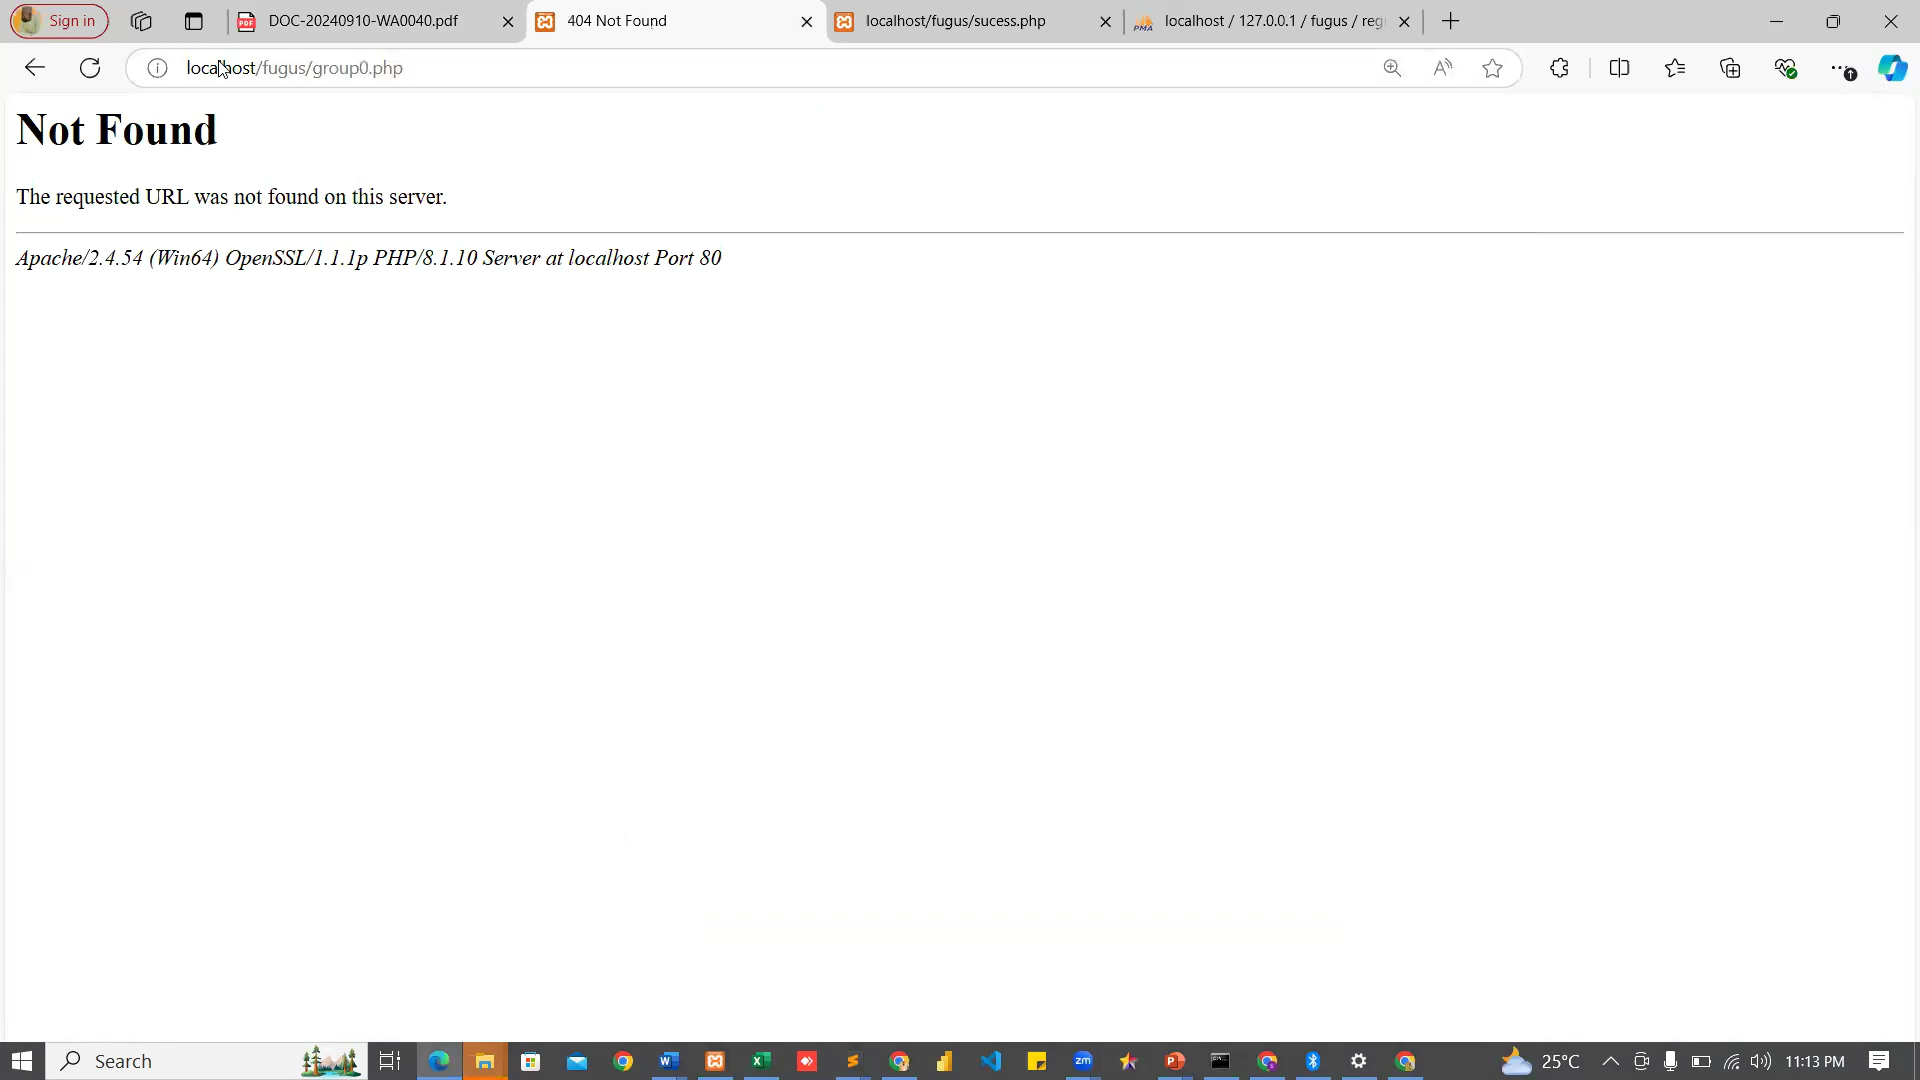 Sign in
DOC-20240910-WA0040.pdf
404 Not Found
localhost/fugus/sucess.php
localhost / 127.0.0.1 / fugus / reg
localhost/fugus/group0.php
Not Found
The requested URL was not found on this server.
Apache/2.4.54 (Win64) OpenSSL/1.1.1p PHP/8.1.10 Server at localhost Port 80
Search
25°C
11:13 PM